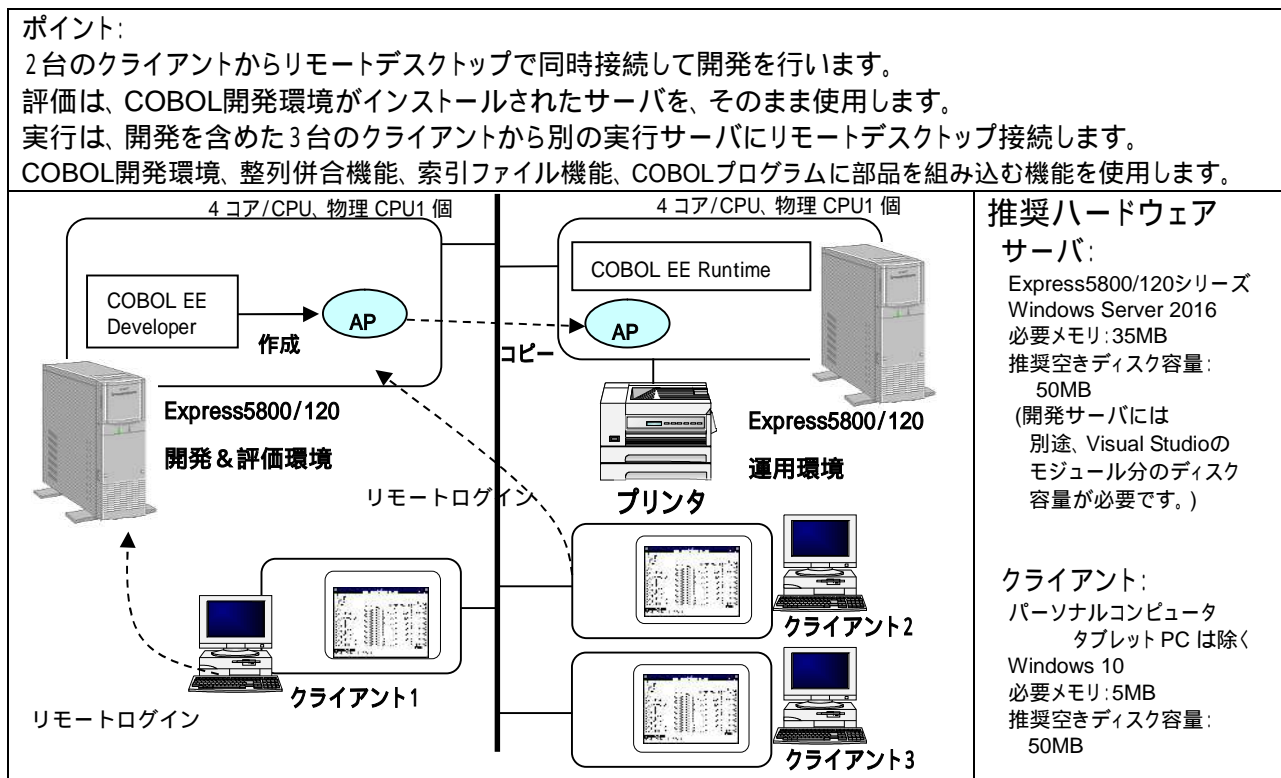 ポイント:
2台のクライアントからリモートデスクトップで同時接続して開発を行います。
評価は、COBOL開発環境がインストールされたサーバを、そのまま使用します。
実行は、開発を含めた3台のクライアントから別の実行サーバにリモートデスクトップ接続します。
COBOL開発環境、整列併合機能、索引ファイル機能、COBOLプログラムに部品を組み込む機能を使用します。
4コア/CPU、物理 CPU1 個
COBOL EE
Developer
作成
AP
コピー
Express5800/120
開発&評価環境
リモートログイン
クライアント1
リモートログイン
4コア/CPU、物理 CPU1 個
COBOL EE Runtime
AP
Express5800/120
運用環境
プリンタ
クライアント2
クライアント3
推奨ハードウェア
サーバ:
Express5800/120シリーズ
Windows Server 2016
必要メモリ:35MB
推奨空きディスク容量:
50MB
(開発サーバには
別途、Visual Studioの
モジュール分のディスク
容量が必要です。)
クライアント:
パーソナルコンピュータ
タブレット PC は除く
Windows 10
必要メモリ:5MB
推奨空きディスク容量:
50MB